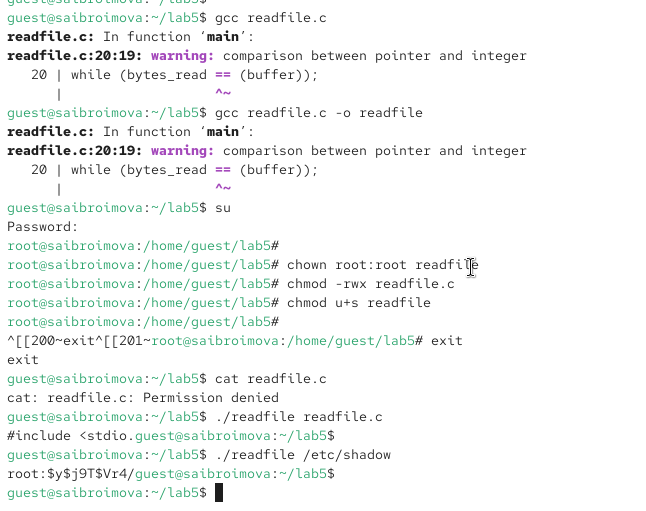 guest@saibroimova:~/lab5$ gcc readfile.c
readfile.c: In function ‘main’:
readfile.c:20:19: warning: comparison between pointer and integer
   20 | while (bytes_read == (buffer));
      |                   ^~
guest@saibroimova:~/lab5$ gcc readfile.c -o readfile
readfile.c: In function ‘main’:
readfile.c:20:19: warning: comparison between pointer and integer
   20 | while (bytes_read == (buffer));
      |                   ^~
guest@saibroimova:~/lab5$ su
Password:
root@saibroimova:/home/guest/lab5#
root@saibroimova:/home/guest/lab5# chown root:root readfile
root@saibroimova:/home/guest/lab5# chmod -rwx readfile.c
root@saibroimova:/home/guest/lab5# chmod u+s readfile
root@saibroimova:/home/guest/lab5#
^[[200~exit^[[201~root@saibroimova:/home/guest/lab5# exit
exit
guest@saibroimova:~/lab5$ cat readfile.c
cat: readfile.c: Permission denied
guest@saibroimova:~/lab5$ ./readfile readfile.c
#include <stdio.guest@saibroimova:~/lab5$
guest@saibroimova:~/lab5$ ./readfile /etc/shadow
root:$y$j9T$Vr4/guest@saibroimova:~/lab5$
guest@saibroimova:~/lab5$